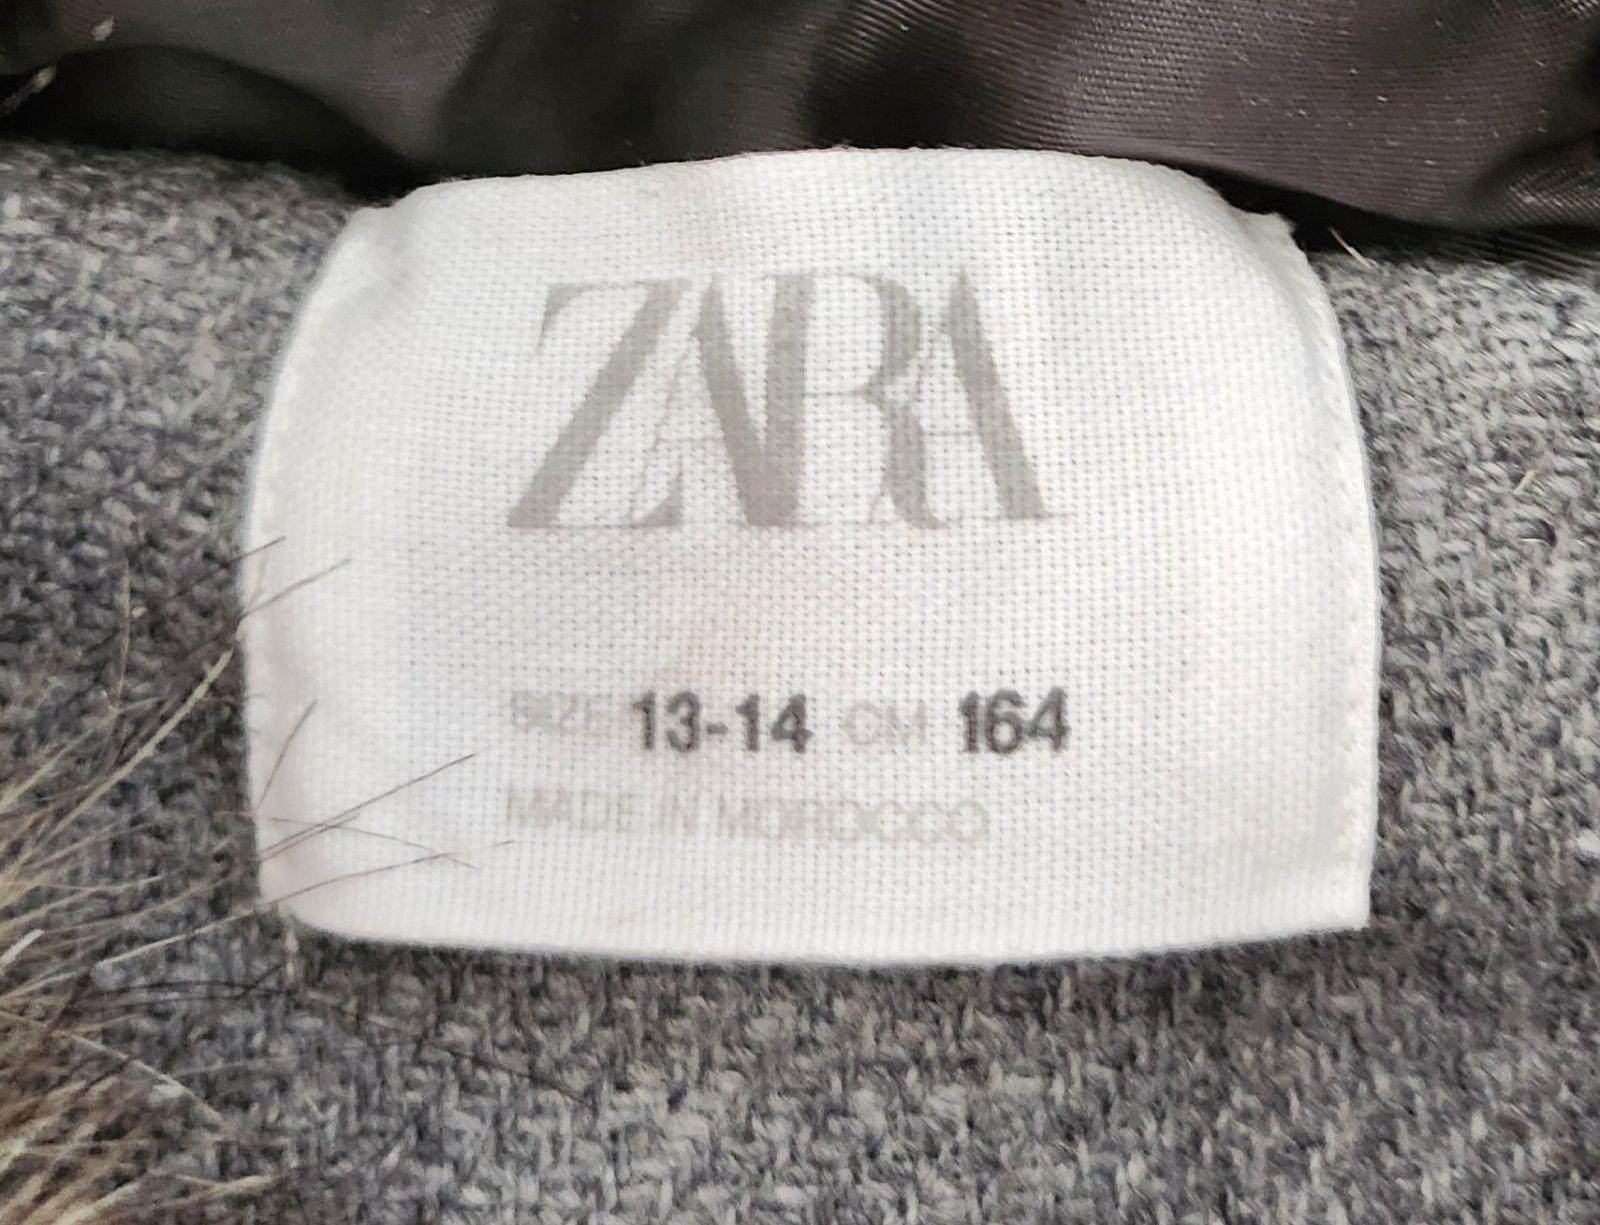 ZARA
SIZE 13-14 CM 164
MADE IN MOROCCO